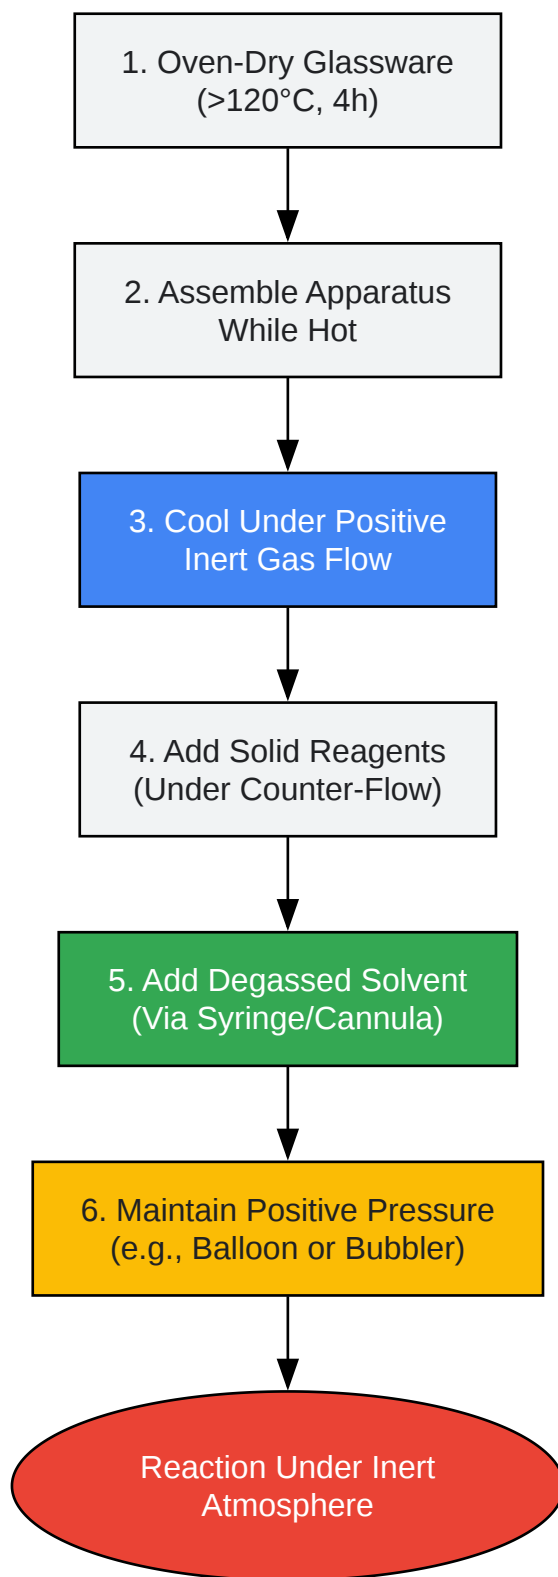 1. Oven-Dry Glassware
(>120°C, 4h)
2. Assemble Apparatus
While Hot
3. Cool Under Positive
Inert Gas Flow
4. Add Solid Reagents
(Under Counter-Flow)
5. Add Degassed Solvent
(Via Syringe/Cannula)
6. Maintain Positive Pressure
(e.g., Balloon or Bubbler)
Reaction Under Inert
Atmosphere